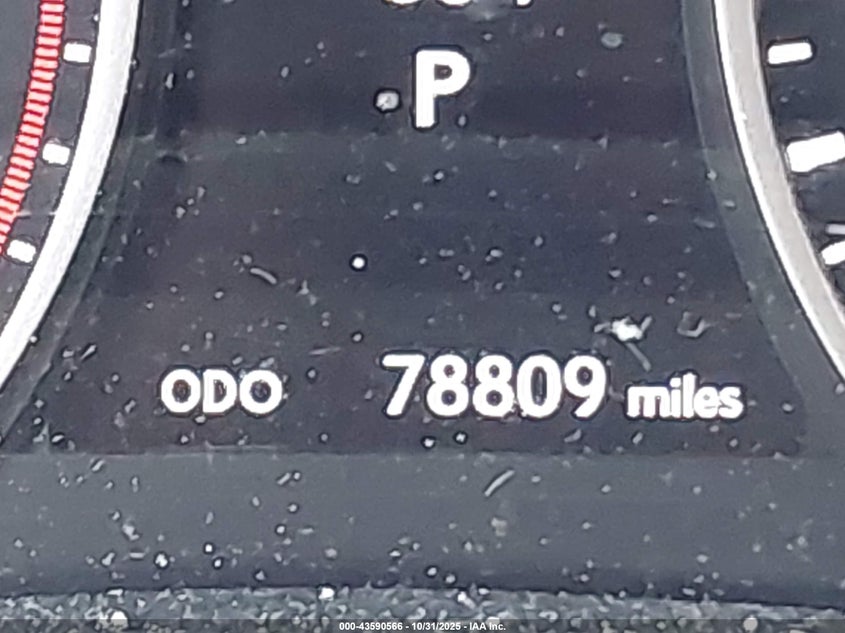 P
ODO 78809 miles
000-43590566 - 10/31/2025 - IAA Inc.